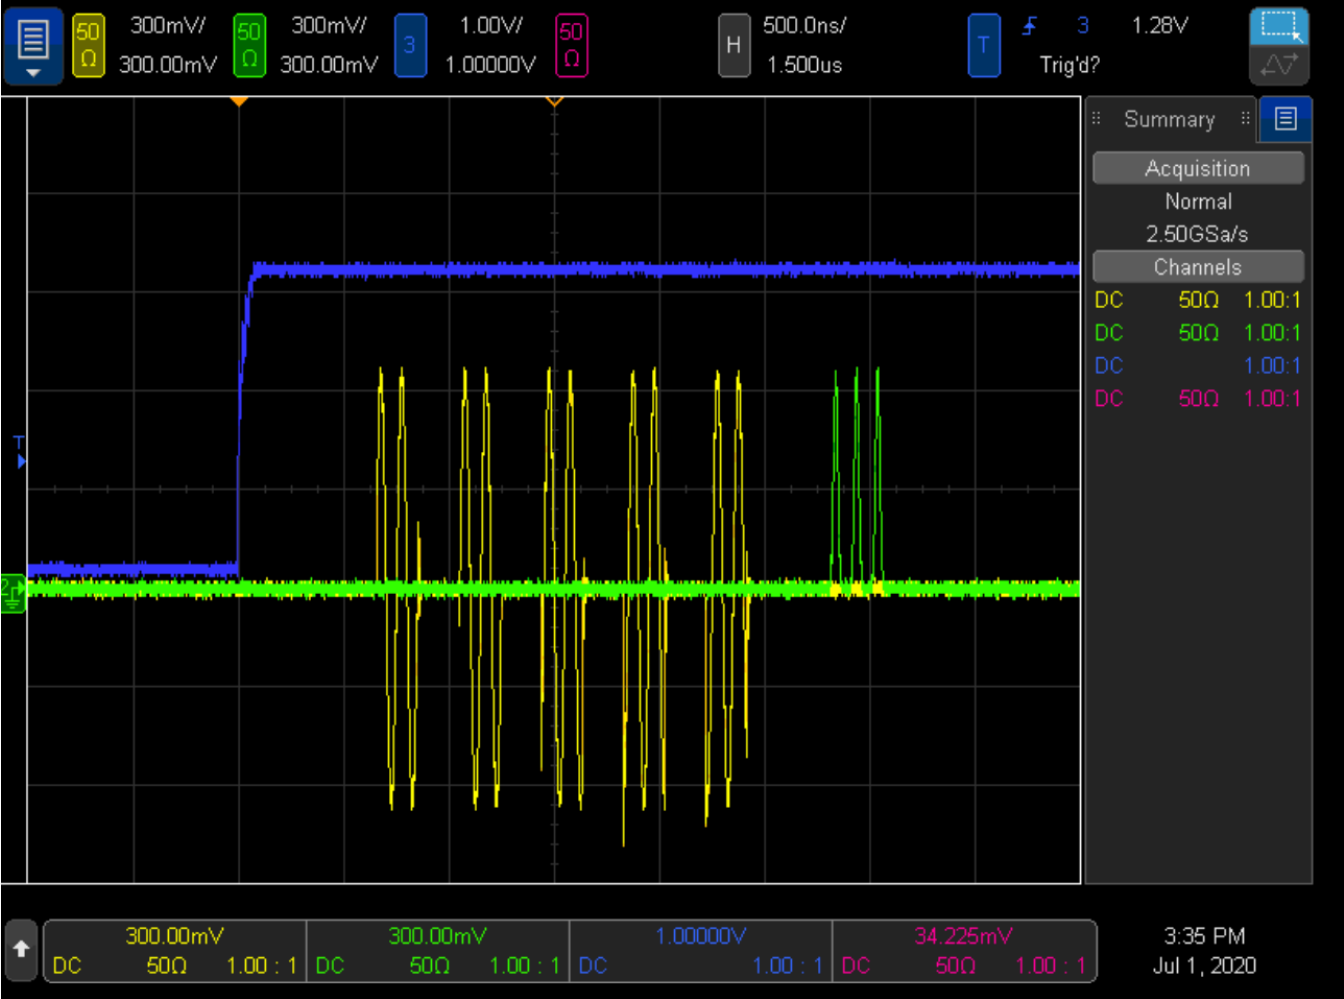 50 Ω 300mV/ 300.00mV
50 Ω 300mV/ 300.00mV
3 1.00V/ 1.00000V
50 Ω
H 500.0ns/ 1.500us
T 3 1.28V
Trig'd?
Summary
Acquisition
Normal
2.50GSa/s
Channels
DC 50Ω 1.00:1
DC 50Ω 1.00:1
DC 1.00:1
DC 50Ω 1.00:1
T
2
300.00mV
DC 50Ω 1.00 : 1
300.00mV
DC 50Ω 1.00 : 1
1.00000V
DC 1.00 : 1
34.225mV
DC 50Ω 1.00 : 1
3:35 PM
Jul 1, 2020